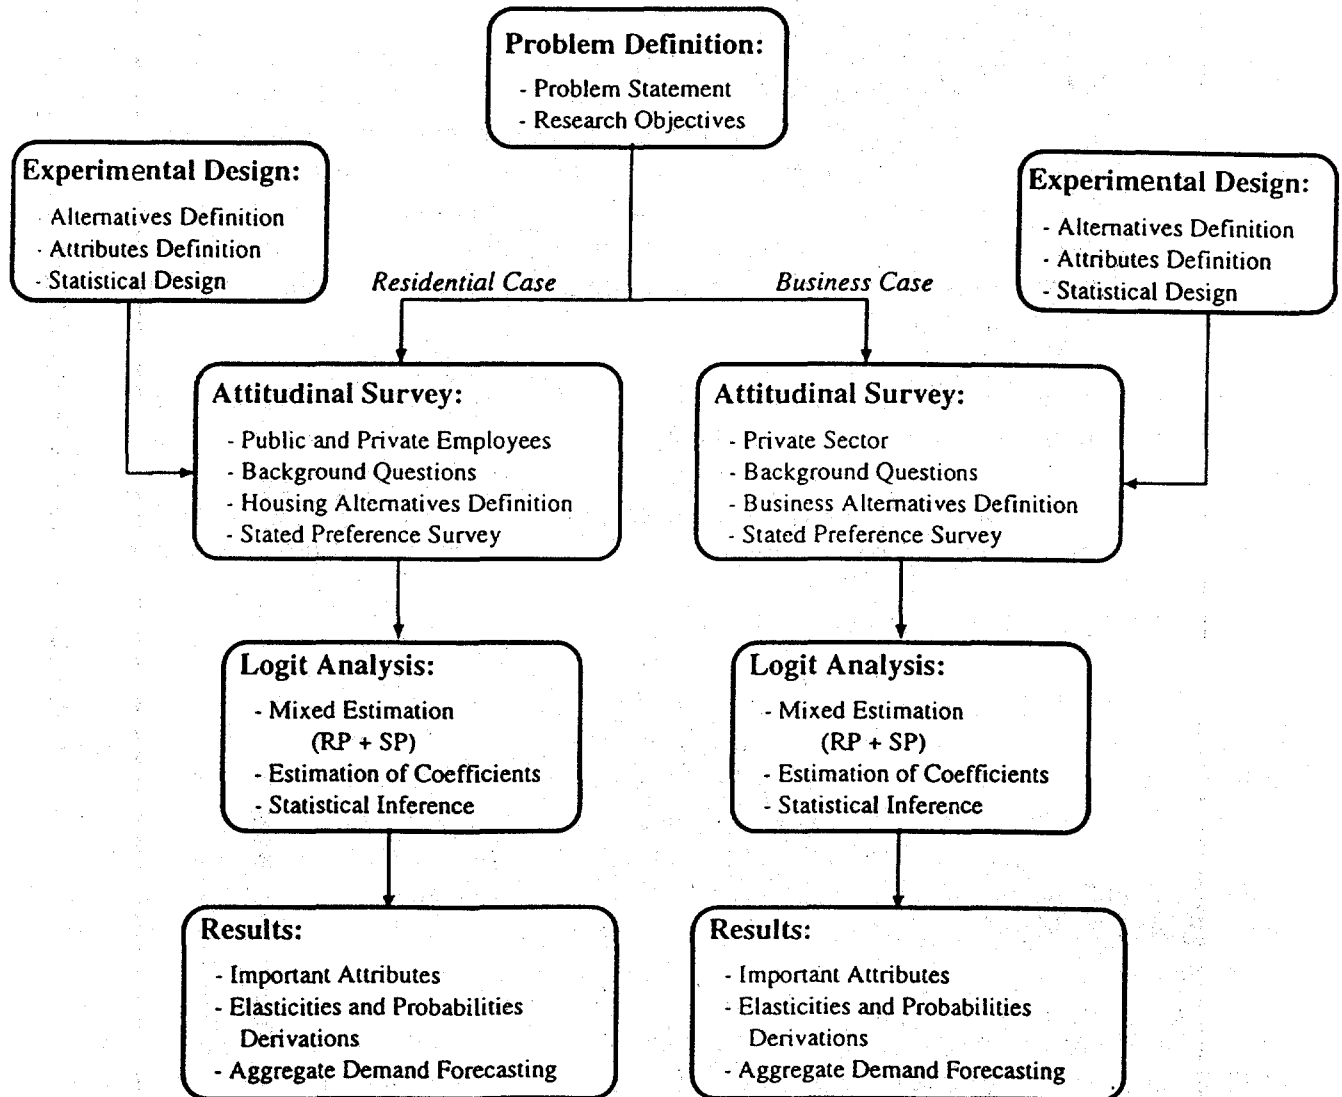 Problem Definition:
- Problem Statement
- Research Objectives
Experimental Design:
- Alternatives Definition
- Attributes Definition
- Statistical Design
Experimental Design:
- Alternatives Definition
- Attributes Definition
- Statistical Design
Residential Case
Business Case
Attitudinal Survey:
- Public and Private Employees
- Background Questions
- Housing Alternatives Definition
- Stated Preference Survey
Attitudinal Survey:
- Private Sector
- Background Questions
- Business Alternatives Definition
- Stated Preference Survey
Logit Analysis:
- Mixed Estimation
(RP + SP)
- Estimation of Coefficients
- Statistical Inference
Logit Analysis:
- Mixed Estimation
(RP + SP)
- Estimation of Coefficients
- Statistical Inference
Results:
- Important Attributes
- Elasticities and Probabilities
Derivations
- Aggregate Demand Forecasting
Results:
- Important Attributes
- Elasticities and Probabilities
Derivations
- Aggregate Demand Forecasting